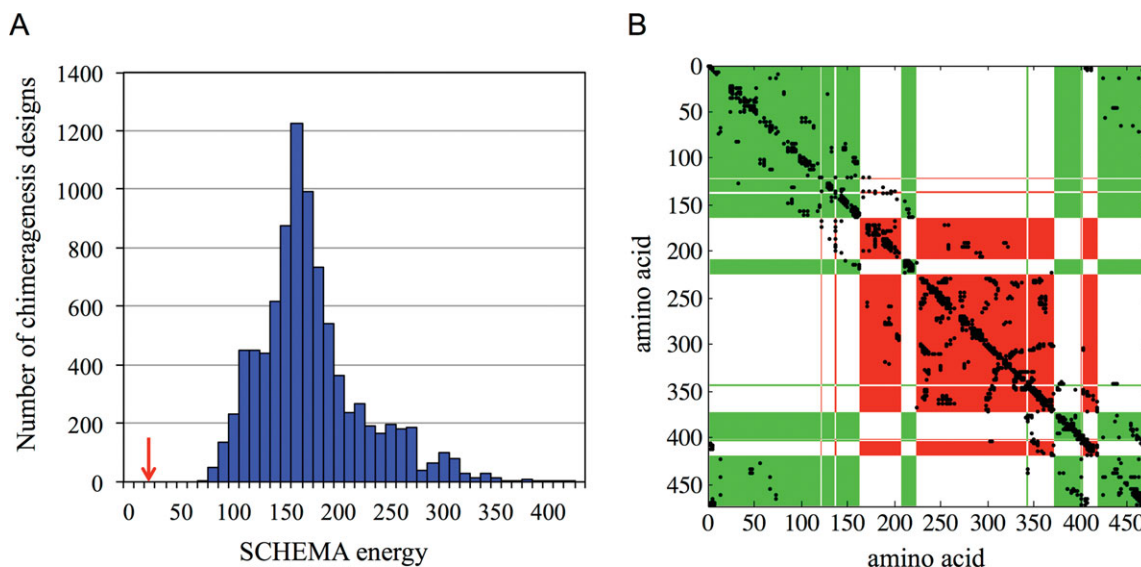 A
Number of chimeragenesis designs
1400
1200
1000
800
600
400
200
0
0 50 100 150 200 250 300 350 400
SCHEMA energy
B
amino acid
0
50
100
150
200
250
300
350
400
450
0 50 100 150 200 250 300 350 400 450
amino acid